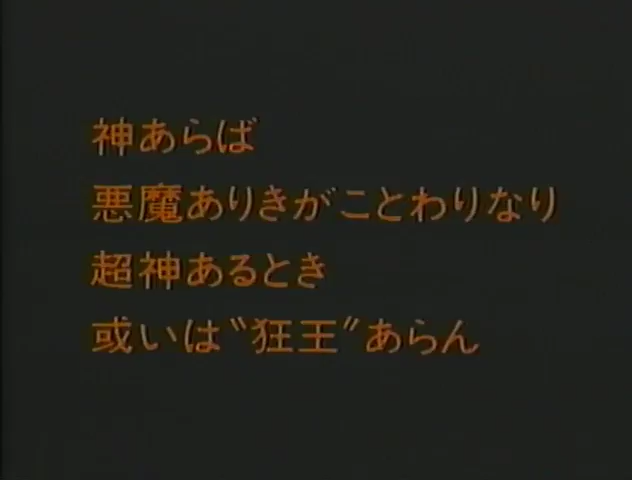 神あらば
悪魔ありきがことわりなり
超神あるとき
或いは〝狂王〞あらん